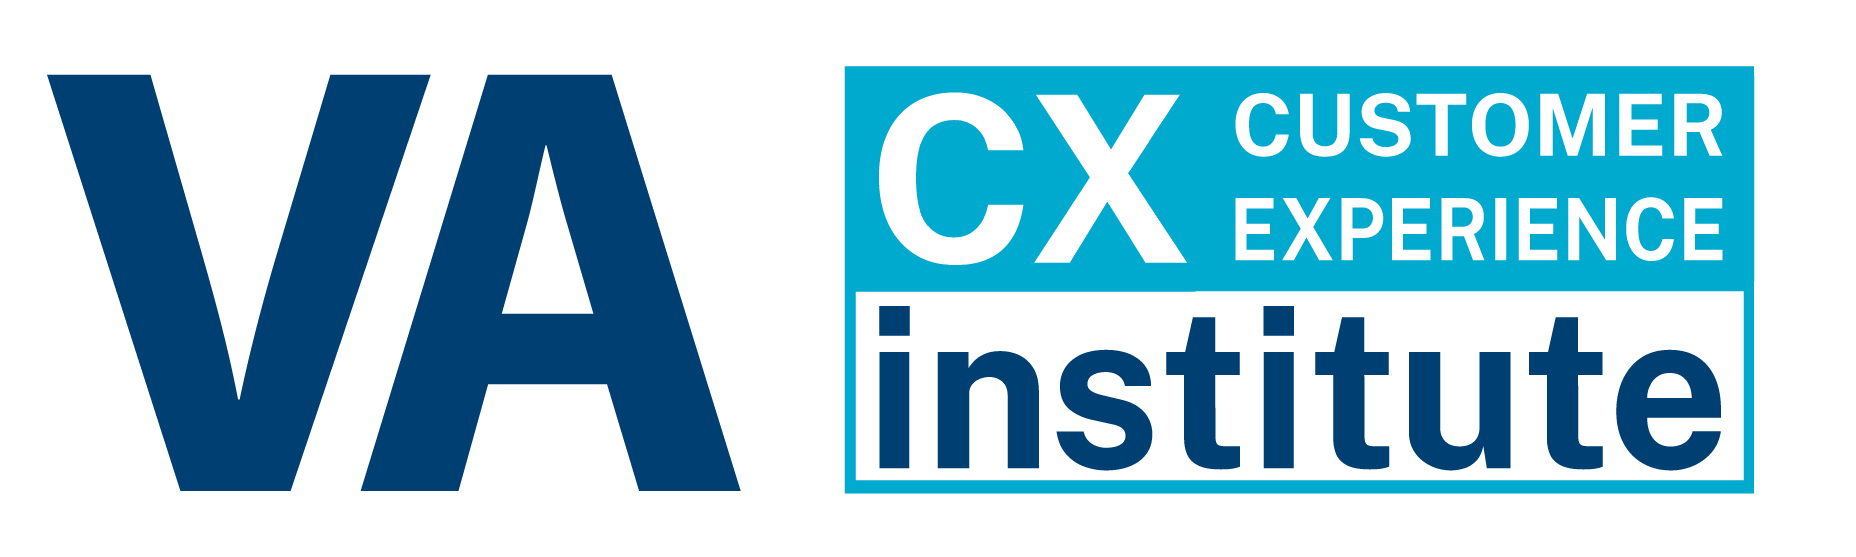 VA
CX
CUSTOMER
EXPERIENCE
institute